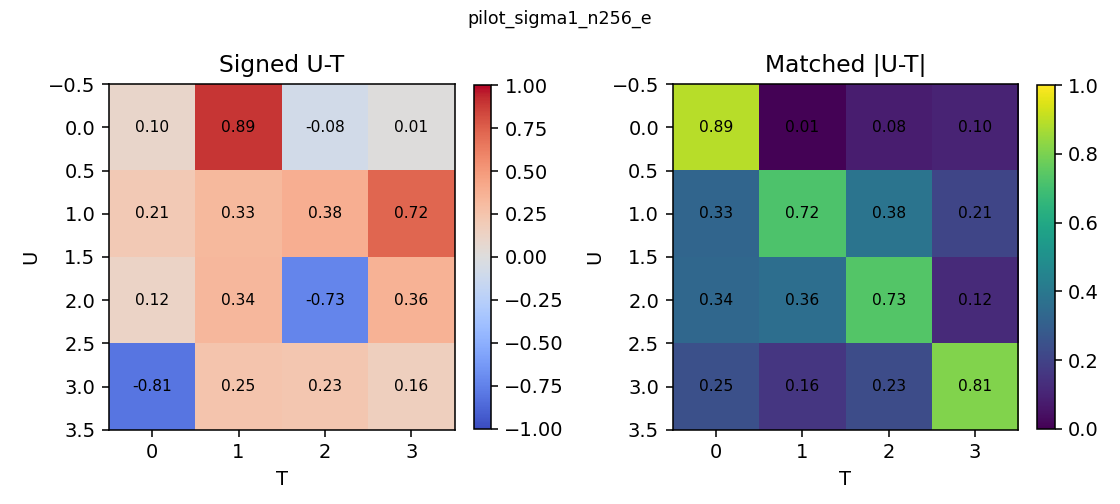 pilot_sigma1_n256_e
Signed U-T
−0.5
0.0
0.5
1.0
1.5
2.0
2.5
3.0
3.5
U
0.10 0.89 -0.08 0.01
0.21 0.33 0.38 0.72
0.12 0.34 -0.73 0.36
-0.81 0.25 0.23 0.16
0 1 2 3
T
1.00
0.75
0.50
0.25
0.00
−0.25
−0.50
−0.75
−1.00
Matched |U-T|
−0.5
0.0
0.5
1.0
1.5
2.0
2.5
3.0
3.5
U
0.89 0.01 0.08 0.10
0.33 0.72 0.38 0.21
0.34 0.36 0.73 0.12
0.25 0.16 0.23 0.81
0 1 2 3
T
1.0
0.8
0.6
0.4
0.2
0.0